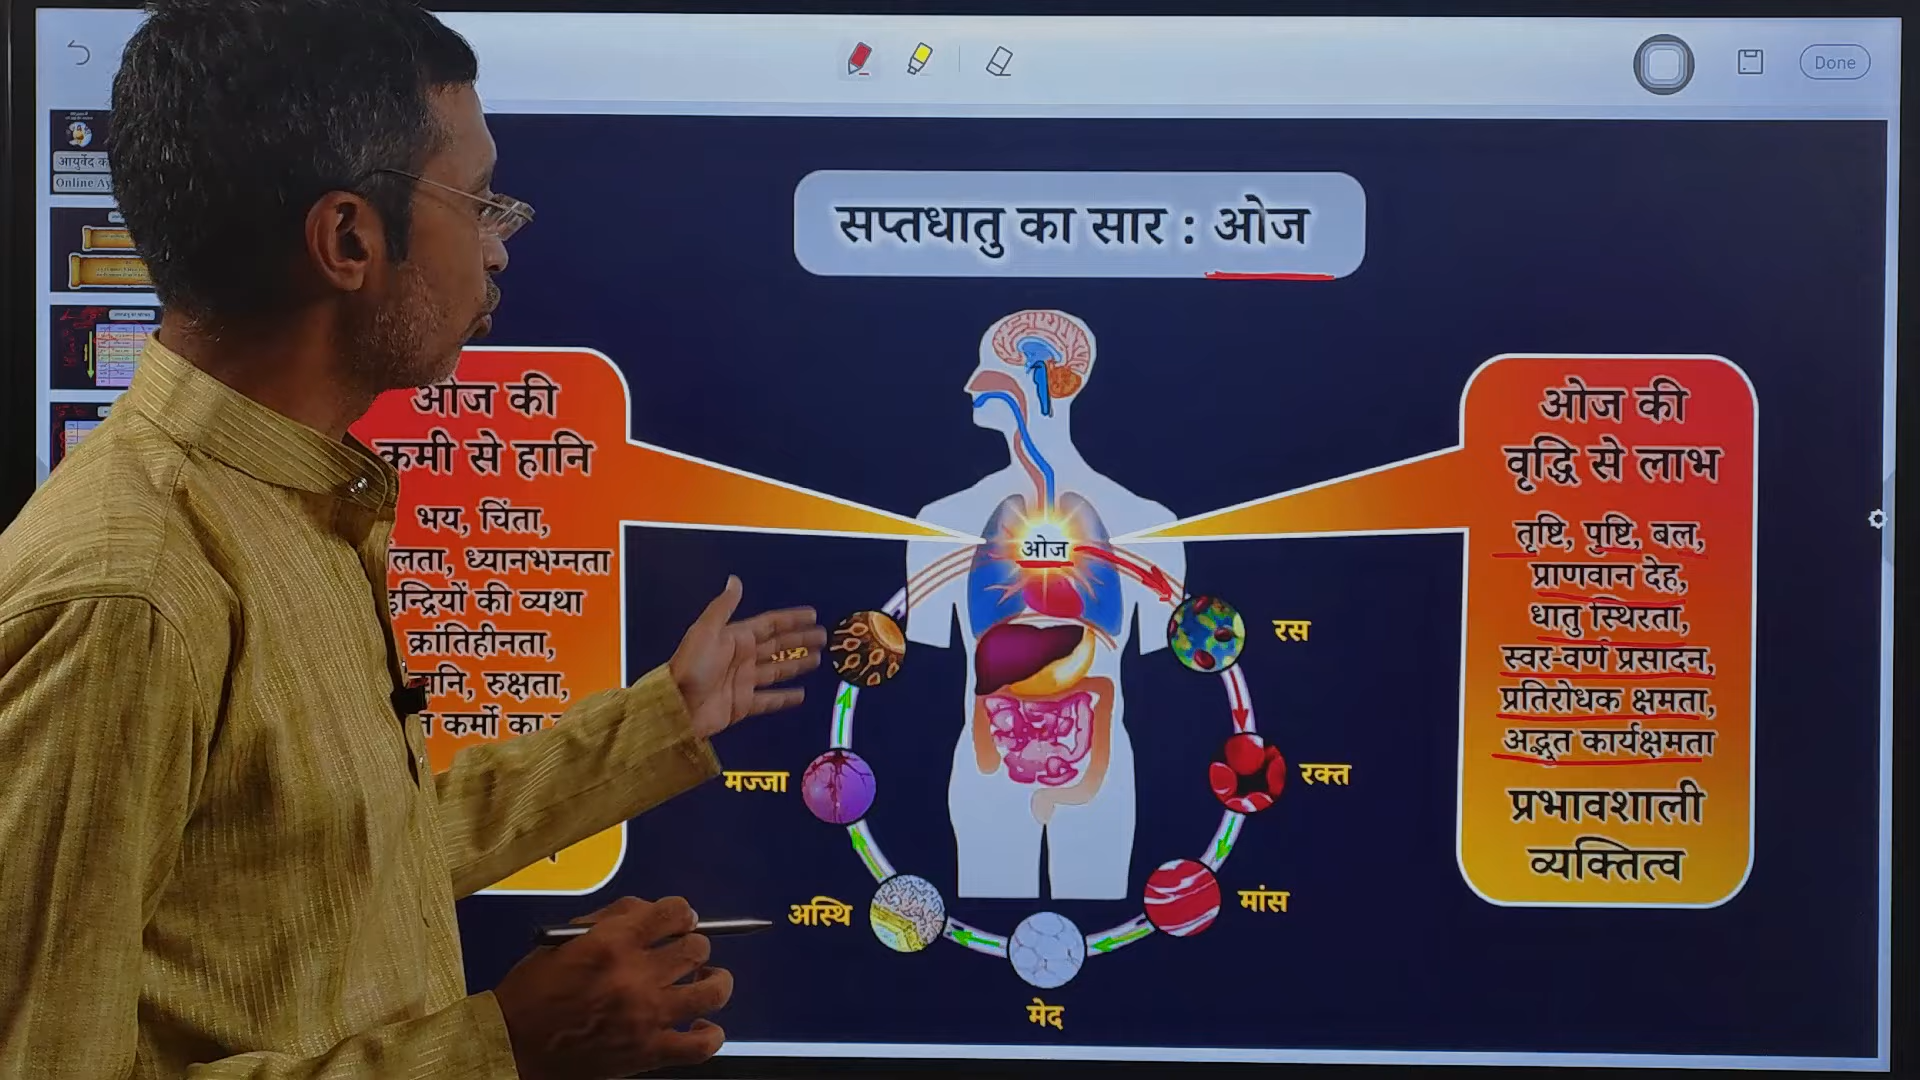 Done
आयुर्वेद
Online Ay
सप्तधातु का सार : ओज
ओज की
कमी से हानि
भय, चिंता,
ध्यानभग्नता
इन्द्रियों की व्यथा
क्रांतिहीनता,
रुक्षता,
कर्मो का
ओज की
वृद्धि से लाभ
तृष्टि, पुष्टि, बल,
प्राणवान देह,
धातु स्थिरता,
स्वर-वर्ण प्रसादन,
प्रतिरोधक क्षमता,
अद्भूत कार्यक्षमता
प्रभावशाली
व्यक्तित्व
ओज
रस
रक्त
मांस
मेद
अस्थि
मज्जा